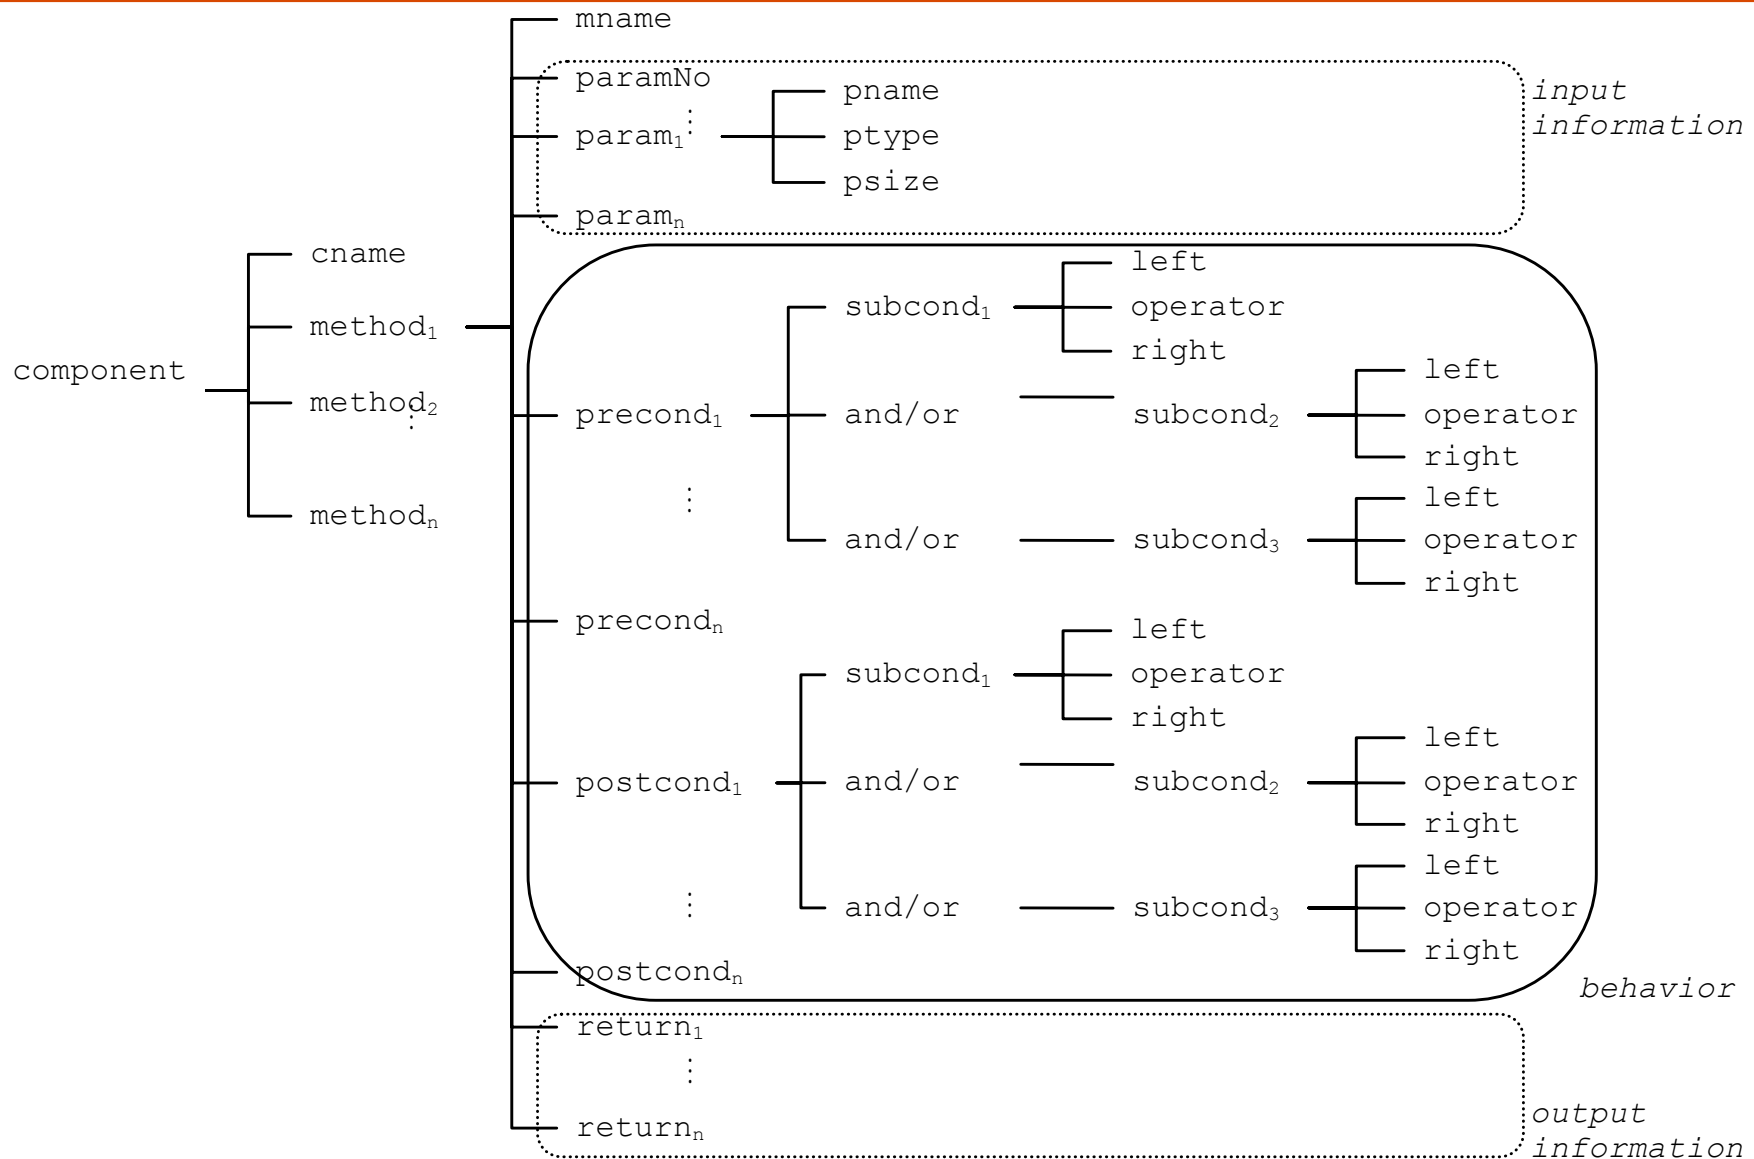 mname
paramNo
pname
input
information
param₁
ptype
psize
paramₙ
cname
left
method₁
subcond₁
operator
right
component
left
method₂
precond₁
and/or
subcond₂
operator
right
left
methodₙ
and/or
subcond₃
operator
right
precondₙ
left
subcond₁
operator
right
left
postcond₁
and/or
subcond₂
operator
right
left
and/or
subcond₃
operator
right
postcondₙ
behavior
return₁
returnₙ
output
information